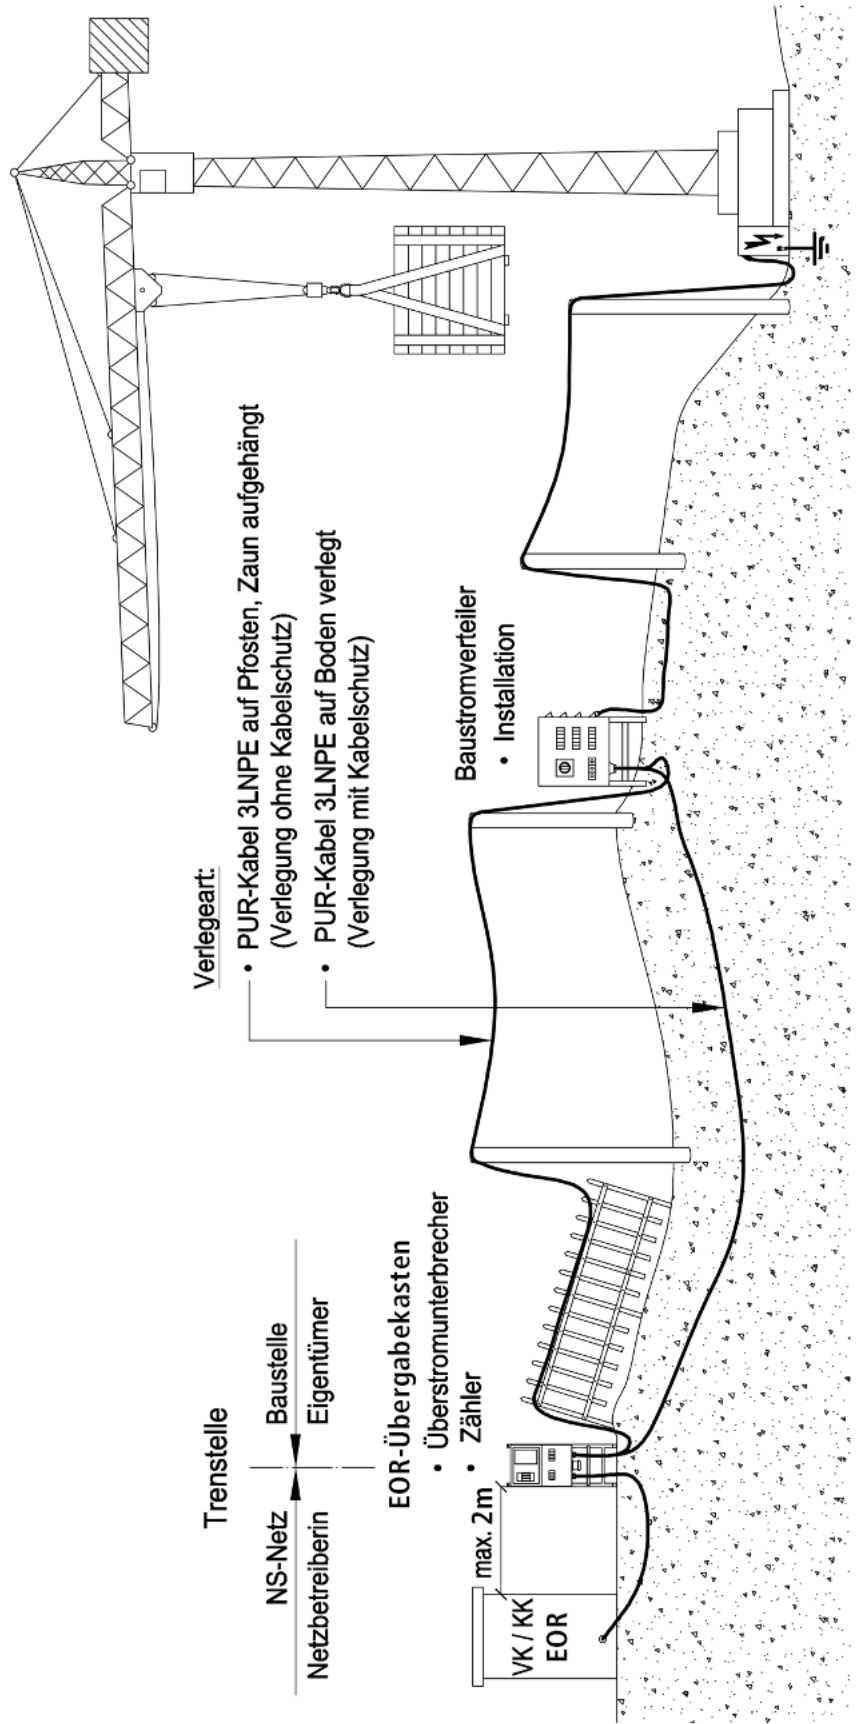 Trenstelle
NS-Netz
Baustelle
Netzbetreiberin
Eigentümer
EOR-Übergabekasten
• Überstromunterbrecher
• Zähler
max. 2m
VK / KK
EOR
Verlegeart:
• PUR-Kabel 3LNPE auf Pfosten, Zaun aufgehängt
(Verlegung ohne Kabelschutz)
• PUR-Kabel 3LNPE auf Boden verlegt
(Verlegung mit Kabelschutz)
Baustromverteiler
• Installation